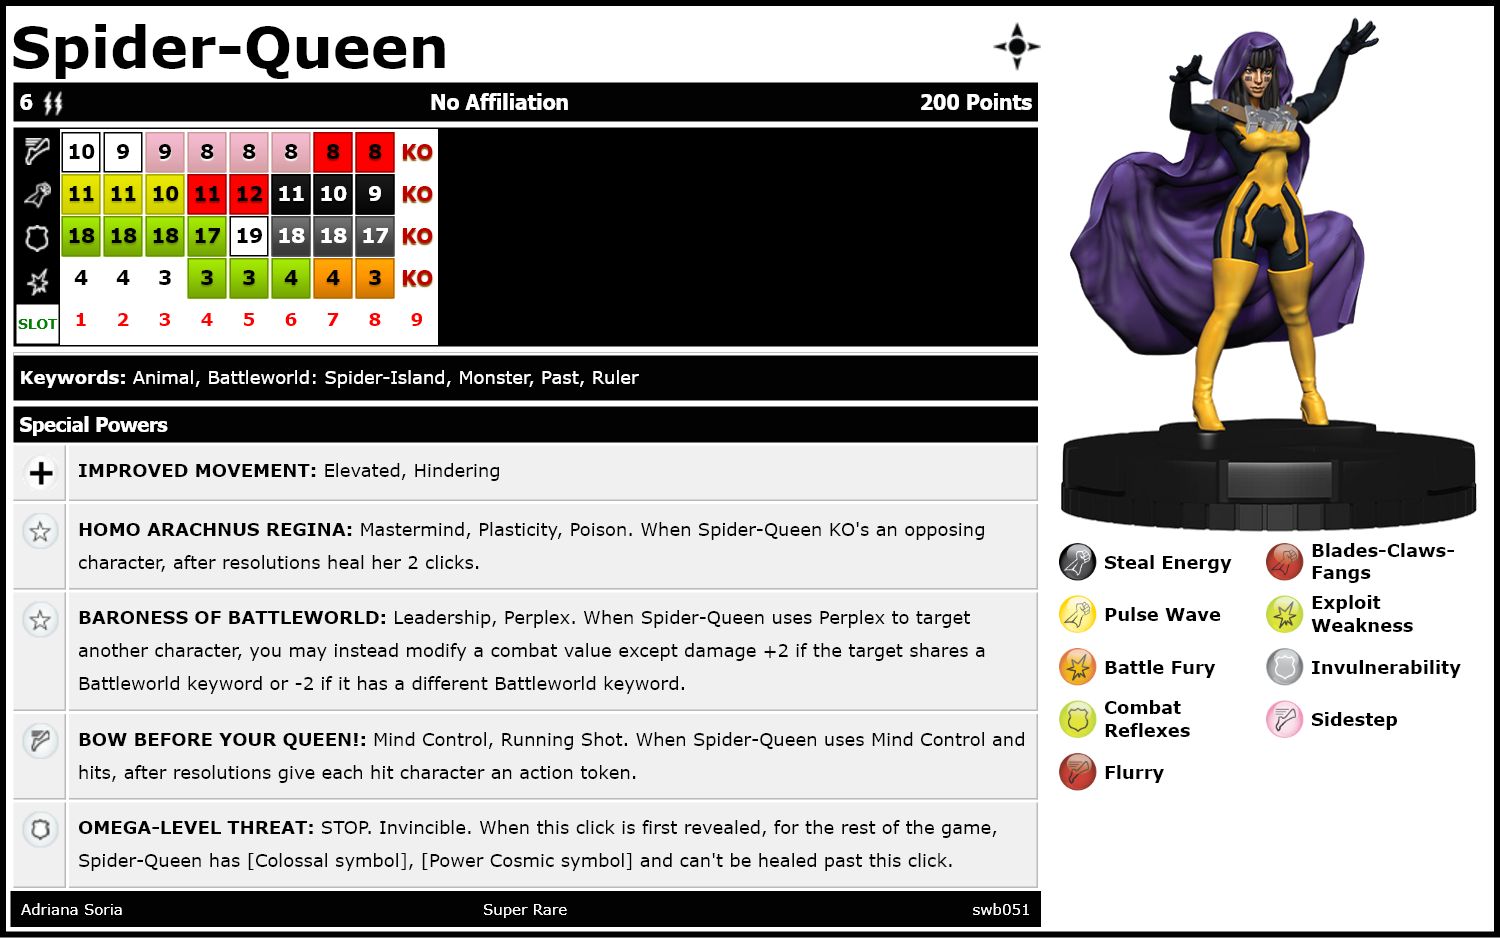 Spider-Queen
6 No Affiliation 200 Points
10 9 9 8 8 8 8 8 KO
11 11 10 11 12 11 10 9 KO
18 18 18 17 19 18 18 17 KO
4 4 3 3 3 4 4 3 KO
SLOT 1 2 3 4 5 6 7 8 9
Keywords: Animal, Battleworld: Spider-Island, Monster, Past, Ruler
Special Powers
IMPROVED MOVEMENT: Elevated, Hindering
HOMO ARACHNUS REGINA: Mastermind, Plasticity, Poison. When Spider-Queen KO's an opposing
character, after resolutions heal her 2 clicks.
BARONESS OF BATTLEWORLD: Leadership, Perplex. When Spider-Queen uses Perplex to target
another character, you may instead modify a combat value except damage +2 if the target shares a
Battleworld keyword or -2 if it has a different Battleworld keyword.
BOW BEFORE YOUR QUEEN!: Mind Control, Running Shot. When Spider-Queen uses Mind Control and
hits, after resolutions give each hit character an action token.
OMEGA-LEVEL THREAT: STOP. Invincible. When this click is first revealed, for the rest of the game,
Spider-Queen has [Colossal symbol], [Power Cosmic symbol] and can't be healed past this click.
Adriana Soria Super Rare swb051
Steal Energy
Blades-Claws-
Fangs
Pulse Wave
Exploit
Weakness
Battle Fury
Invulnerability
Combat
Reflexes
Sidestep
Flurry